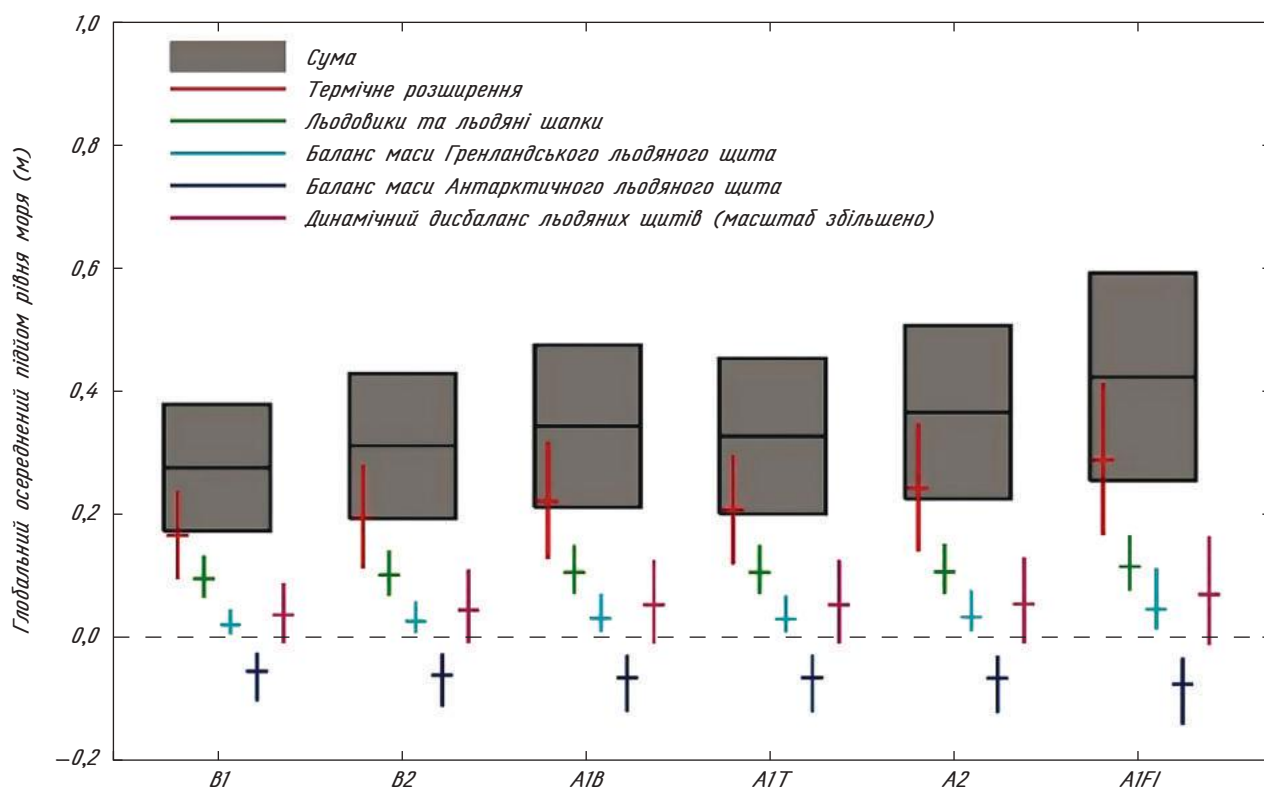 Глобальний осереднений підйом рівня моря (м)
1,0
0,8
0,6
0,4
0,2
0,0
–0,2
Сума
Термічне розширення
Льодовики та льодяні шапки
Баланс маси Гренландського льодяного щита
Баланс маси Антарктичного льодяного щита
Динамічний дисбаланс льодяних щитів (масштаб збільшено)
B1 B2 A1B A1T A2 A1FI